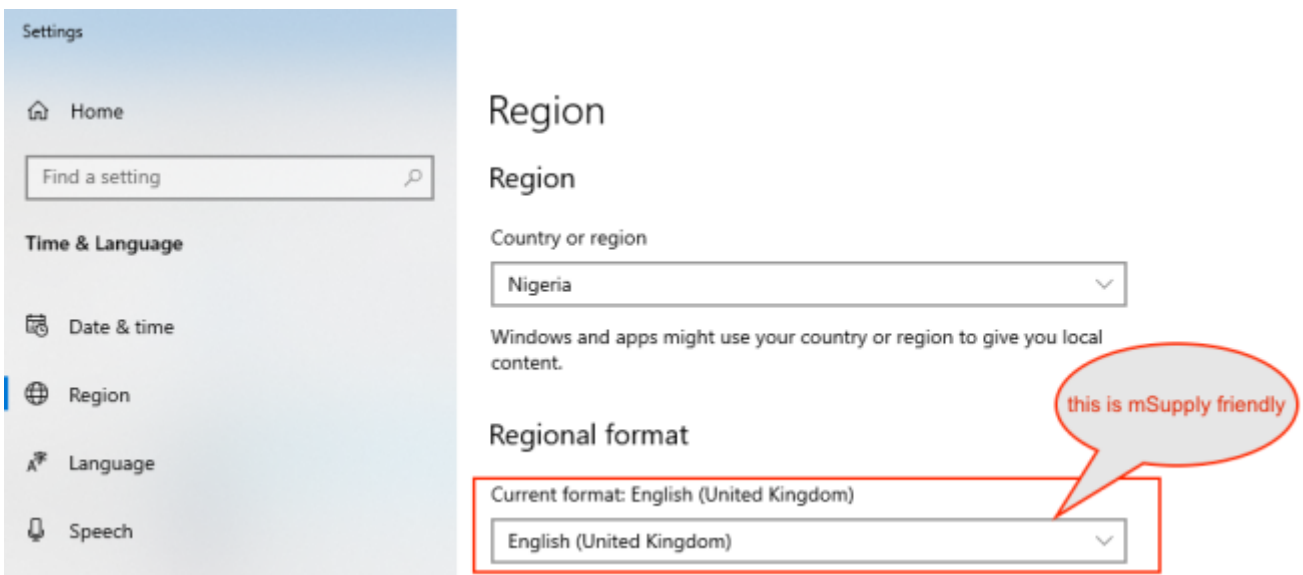 Settings
Home
Find a setting
Time & Language
Date & time
Region
Language
Speech
Region
Region
Country or region
Nigeria
Windows and apps might use your country or region to give you local
content.
Regional format
Current format: English (United Kingdom)
English (United Kingdom)
this is mSupply friendly